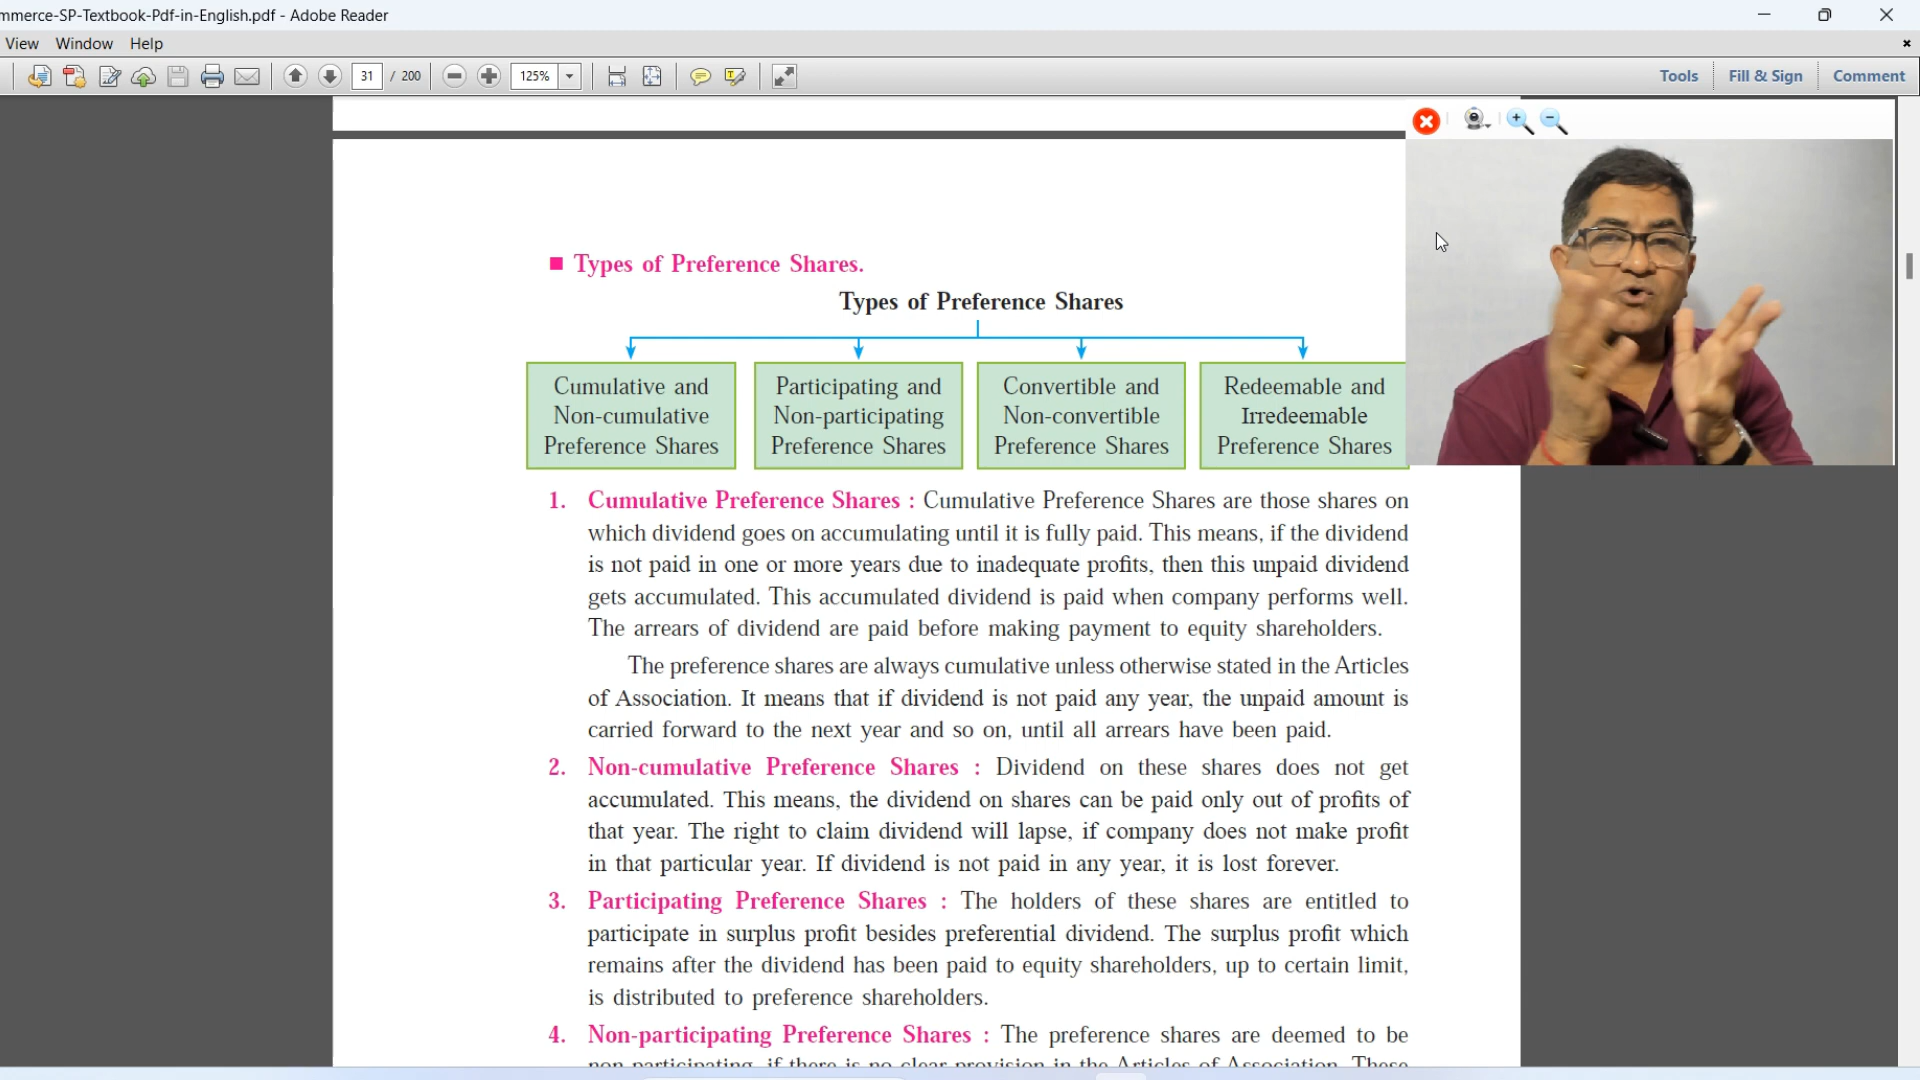 mmerce-SP-Textbook-Pdf-in-English.pdf - Adobe Reader
View Window Help
31 / 200 125% Tools Fill & Sign Comment
Types of Preference Shares.
Types of Preference Shares
Cumulative and
Non-cumulative
Preference Shares
Participating and
Non-participating
Preference Shares
Convertible and
Non-convertible
Preference Shares
Redeemable and
Irredeemable
Preference Shares
1. Cumulative Preference Shares : Cumulative Preference Shares are those shares on
which dividend goes on accumulating until it is fully paid. This means, if the dividend
is not paid in one or more years due to inadequate profits, then this unpaid dividend
gets accumulated. This accumulated dividend is paid when company performs well.
The arrears of dividend are paid before making payment to equity shareholders.
The preference shares are always cumulative unless otherwise stated in the Articles
of Association. It means that if dividend is not paid any year, the unpaid amount is
carried forward to the next year and so on, until all arrears have been paid.
2. Non-cumulative Preference Shares : Dividend on these shares does not get
accumulated. This means, the dividend on shares can be paid only out of profits of
that year. The right to claim dividend will lapse, if company does not make profit
in that particular year. If dividend is not paid in any year, it is lost forever.
3. Participating Preference Shares : The holders of these shares are entitled to
participate in surplus profit besides preferential dividend. The surplus profit which
remains after the dividend has been paid to equity shareholders, up to certain limit,
is distributed to preference shareholders.
4. Non-participating Preference Shares : The preference shares are deemed to be
non-participating, if there is no clear provision in the Articles of Association. These